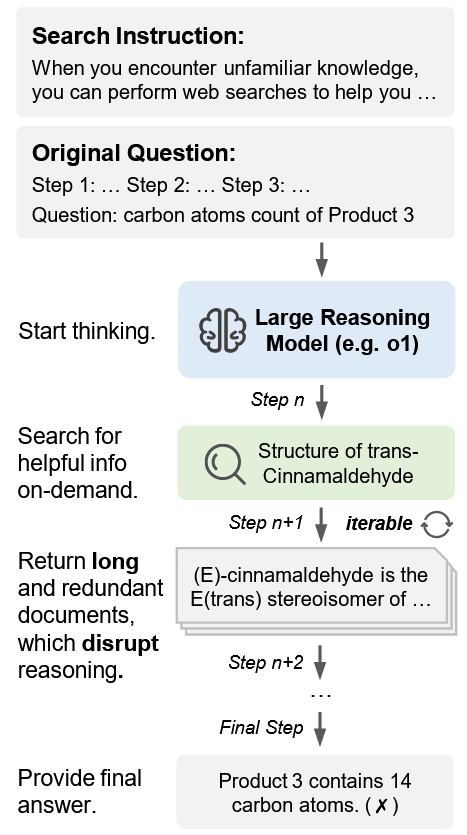 Search Instruction:
When you encounter unfamiliar knowledge,
you can perform web searches to help you …
Original Question:
Step 1: … Step 2: … Step 3: …
Question: carbon atoms count of Product 3
Start thinking.
Large Reasoning
Model (e.g. o1)
Step n
Search for
helpful info
on-demand.
Structure of trans-
Cinnamaldehyde
Step n+1
iterable
Return long
and redundant
documents,
which disrupt
reasoning.
(E)-cinnamaldehyde is the
E(trans) stereoisomer of …
Step n+2
…
Final Step
Provide final
answer.
Product 3 contains 14
carbon atoms. (✗)